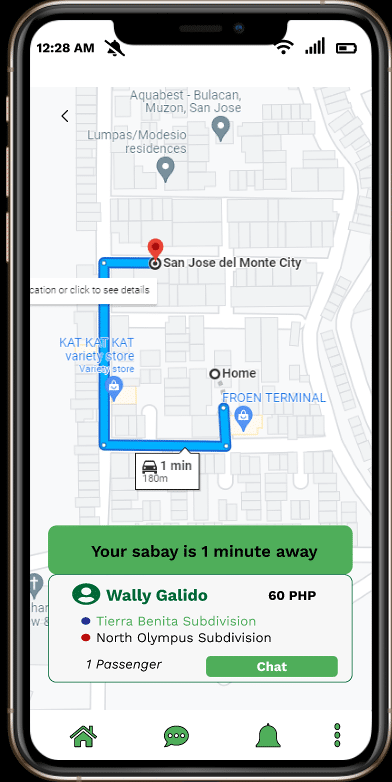 12:28 AM
Aquabest - Bulacan,
Muzon, San Jose
Lumpas/Modesio
residences
San Jose del Monte City
cation or click to see details
KAT KAT KAT
variety store
Variety store
Home
FROEN TERMINAL
1 min
180m
Your sabay is 1 minute away
Wally Galido
60 PHP
Tierra Benita Subdivision
North Olympus Subdivision
1 Passenger
Chat